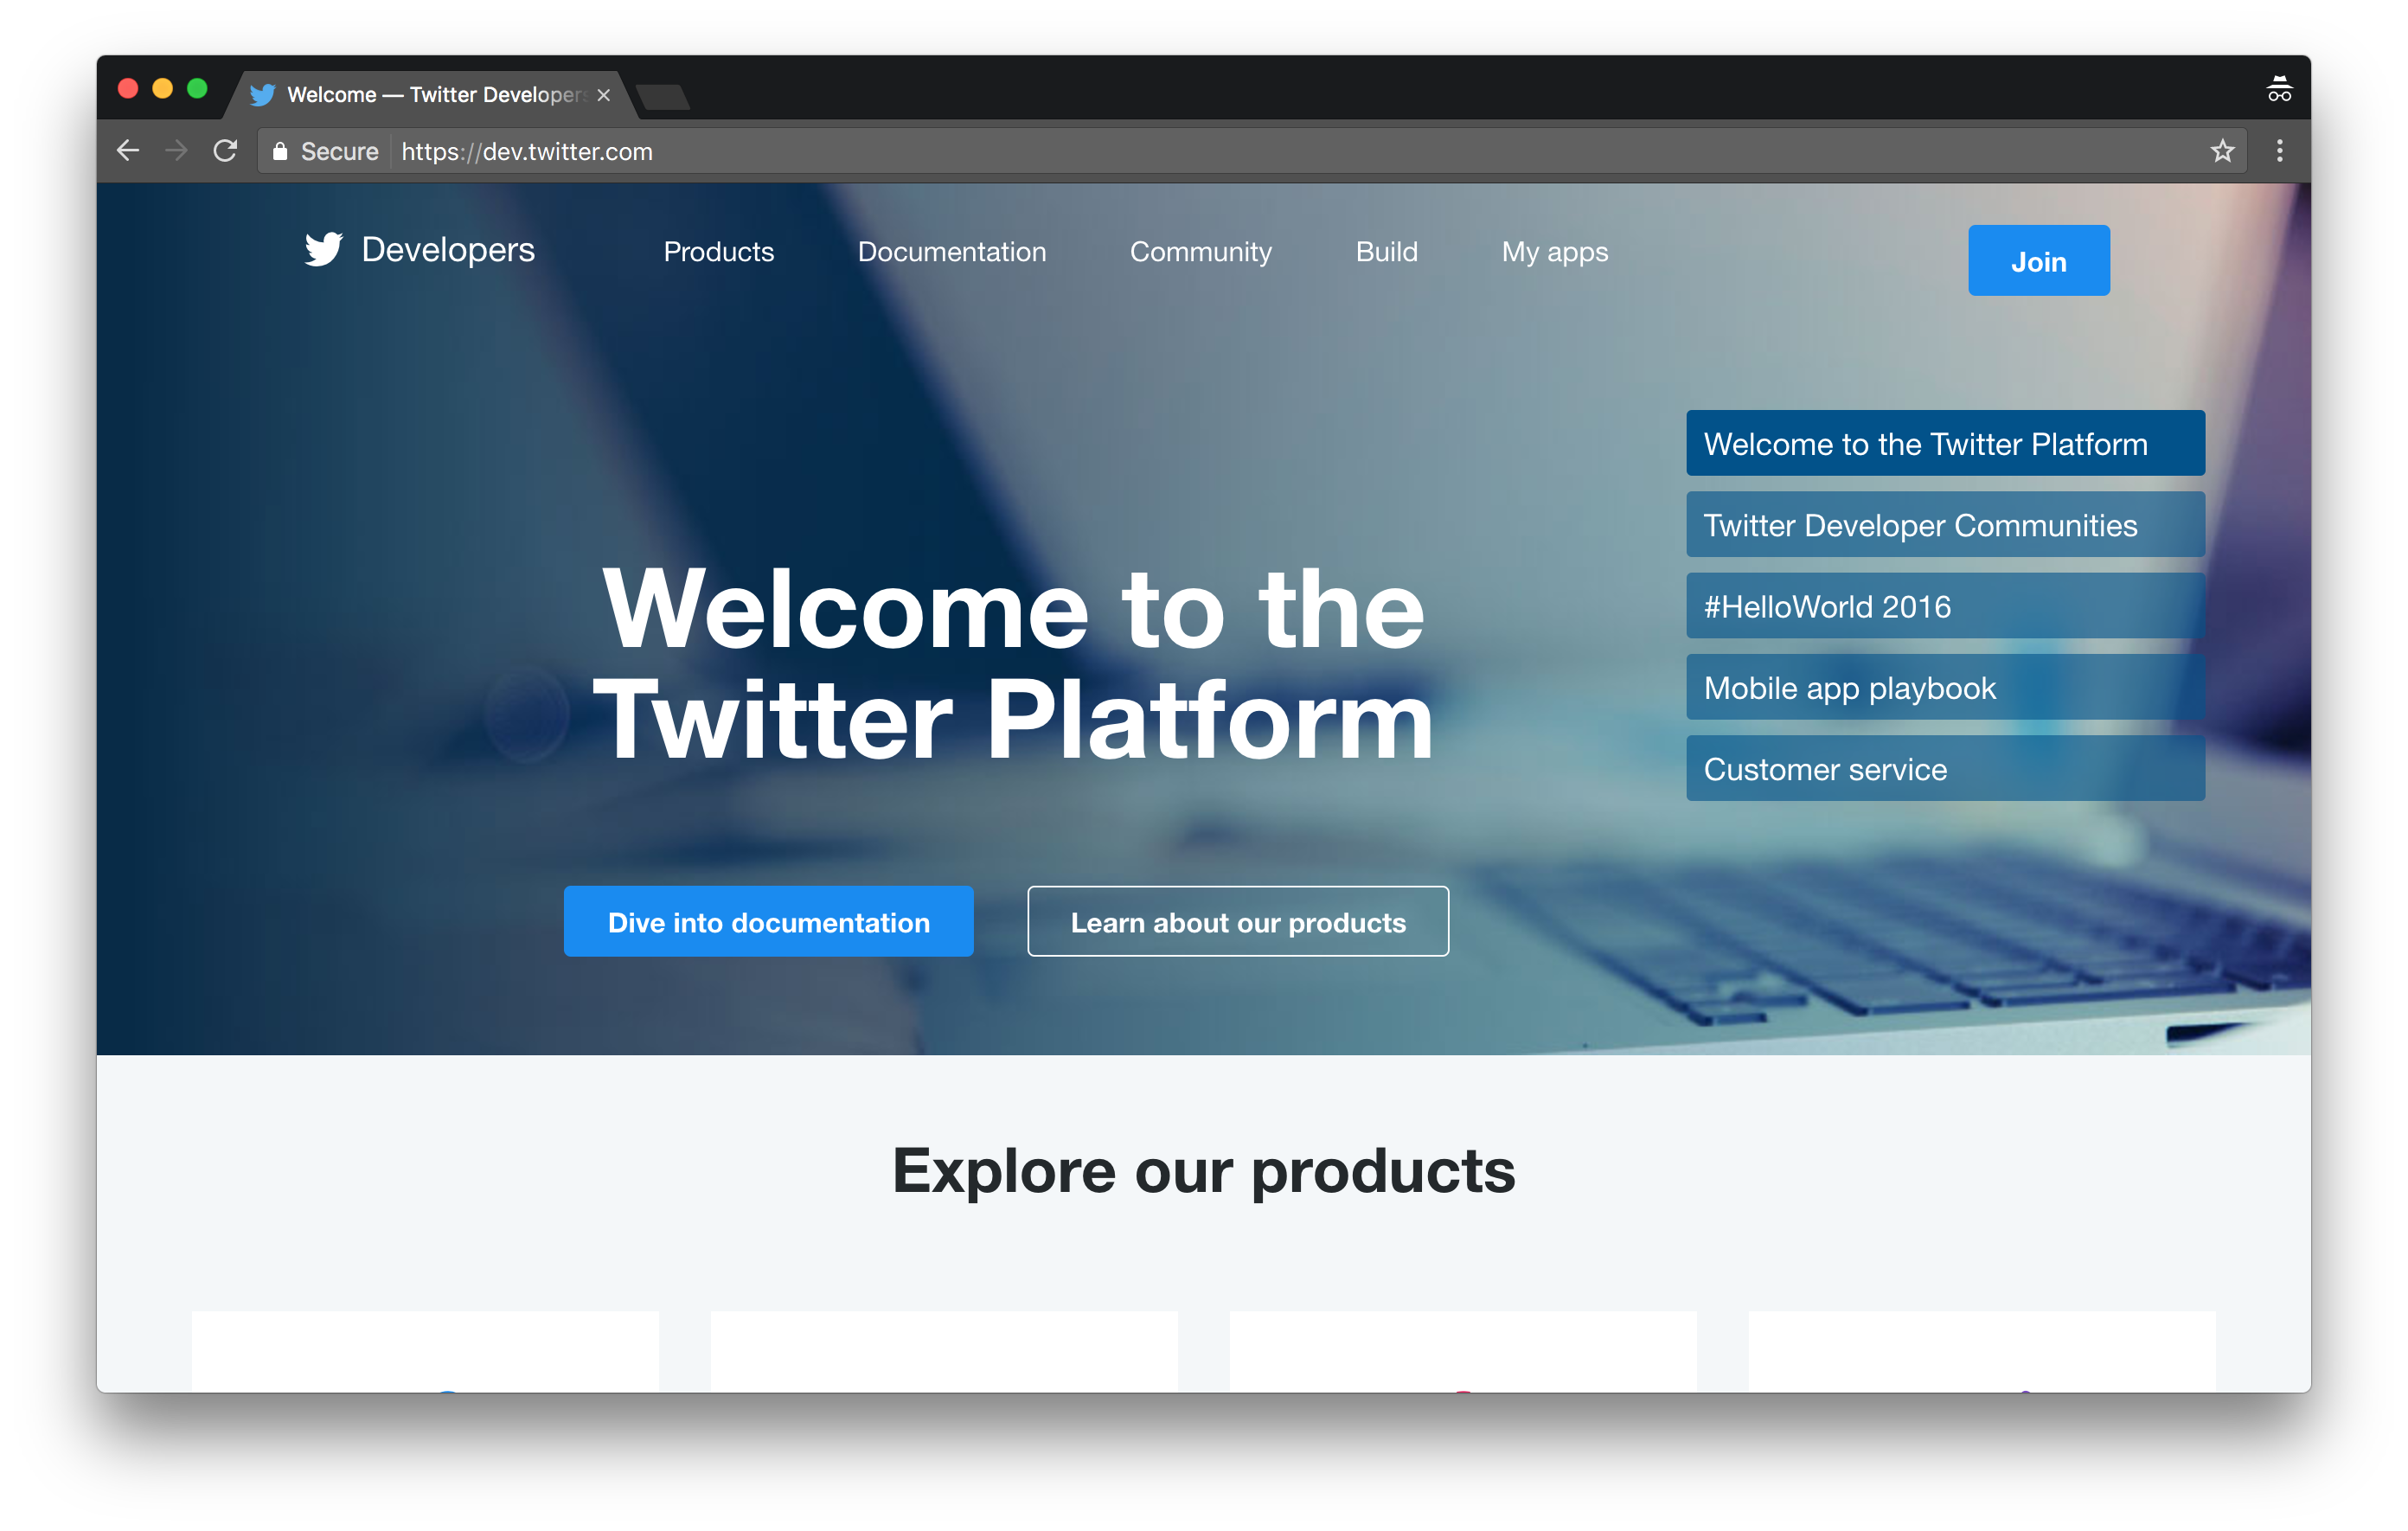 Welcome — Twitter Developers
Secure https://dev.twitter.com
Developers Products Documentation Community Build My apps Join
Welcome to the Twitter Platform
Twitter Developer Communities
#HelloWorld 2016
Mobile app playbook
Customer service
Welcome to the
Twitter Platform
Dive into documentation Learn about our products
Explore our products